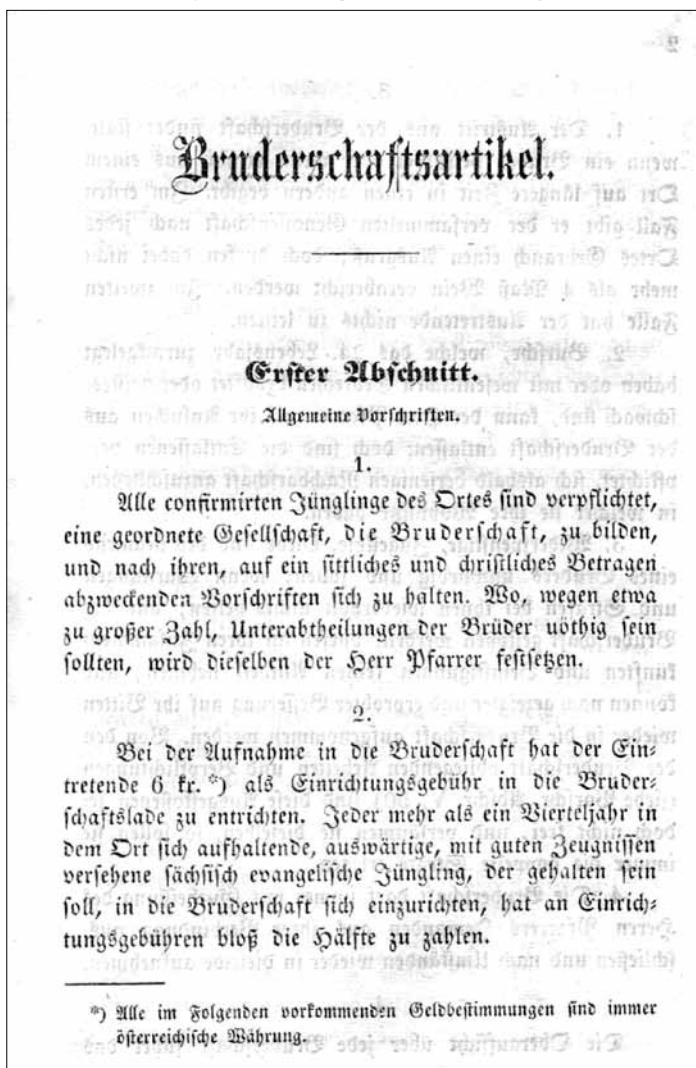 Bruderschaftsartikel.
Erster Abschnitt.
Allgemeine Vorschriften.
1.
Alle confirmirten Jünglinge des Ortes sind verpflichtet,
eine geordnete Gesellschaft, die Bruderschaft, zu bilden,
und nach ihren, auf ein sittliches und christliches Betragen
abzweckenden Vorschriften sich zu halten. Wo, wegen etwa
zu großer Zahl, Unterabtheilungen der Brüder uöthig sein
sollten, wird dieselben der Herr Pfarrer festsetzen.
2.
Bei der Aufnahme in die Bruderschaft hat der Ein-
tretende 6 kr. *) als Einrichtungsgebühr in die Bruder-
schaftslade zu entrichten. Jeder mehr als ein Vierteljahr in
dem Ort sich aufhaltende, auswärtige, mit guten Zeugnissen
versehene sächsisch evangelische Jüngling, der gehalten sein
soll, in die Bruderschaft sich einzurichten, hat an Einrich-
tungsgebühren bloß die Hälfte zu zahlen.
*) Alle im Folgenden vorkommenden Geldbestimmungen sind immer
österreichische Währung.